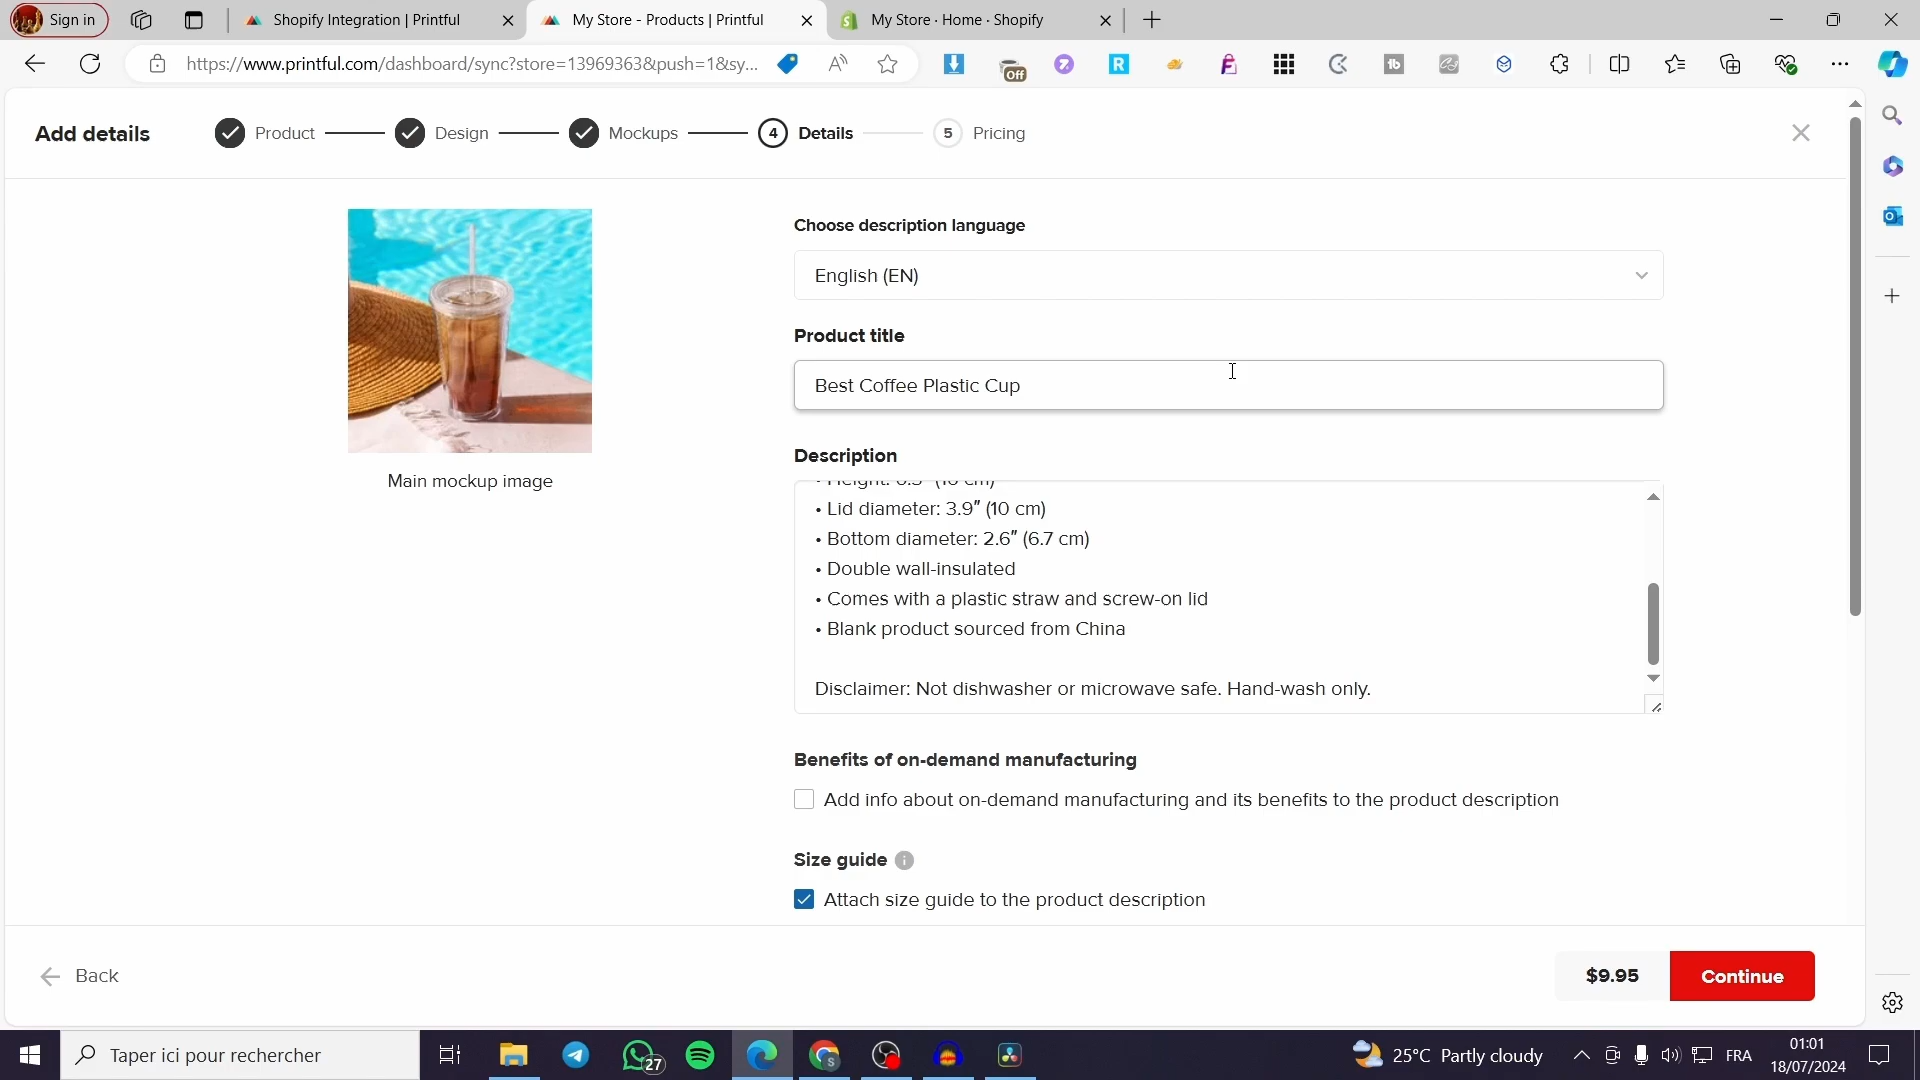 Sign in
Shopify Integration | Printful
My Store - Products | Printful
My Store · Home · Shopify
https://www.printful.com/dashboard/sync?store=13969363&push=1&sy...
Off
Add details
Product
Design
Mockups
4 Details
5 Pricing
Main mockup image
Choose description language
English (EN)
Product title
Best Coffee Plastic Cup
Description
• Lid diameter: 3.9″ (10 cm)
• Bottom diameter: 2.6″ (6.7 cm)
• Double wall-insulated
• Comes with a plastic straw and screw-on lid
• Blank product sourced from China
Disclaimer: Not dishwasher or microwave safe. Hand-wash only.
Benefits of on-demand manufacturing
Add info about on-demand manufacturing and its benefits to the product description
Size guide
Attach size guide to the product description
Back
$9.95
Continue
Taper ici pour rechercher
27
25°C Partly cloudy
FRA
01:01
18/07/2024